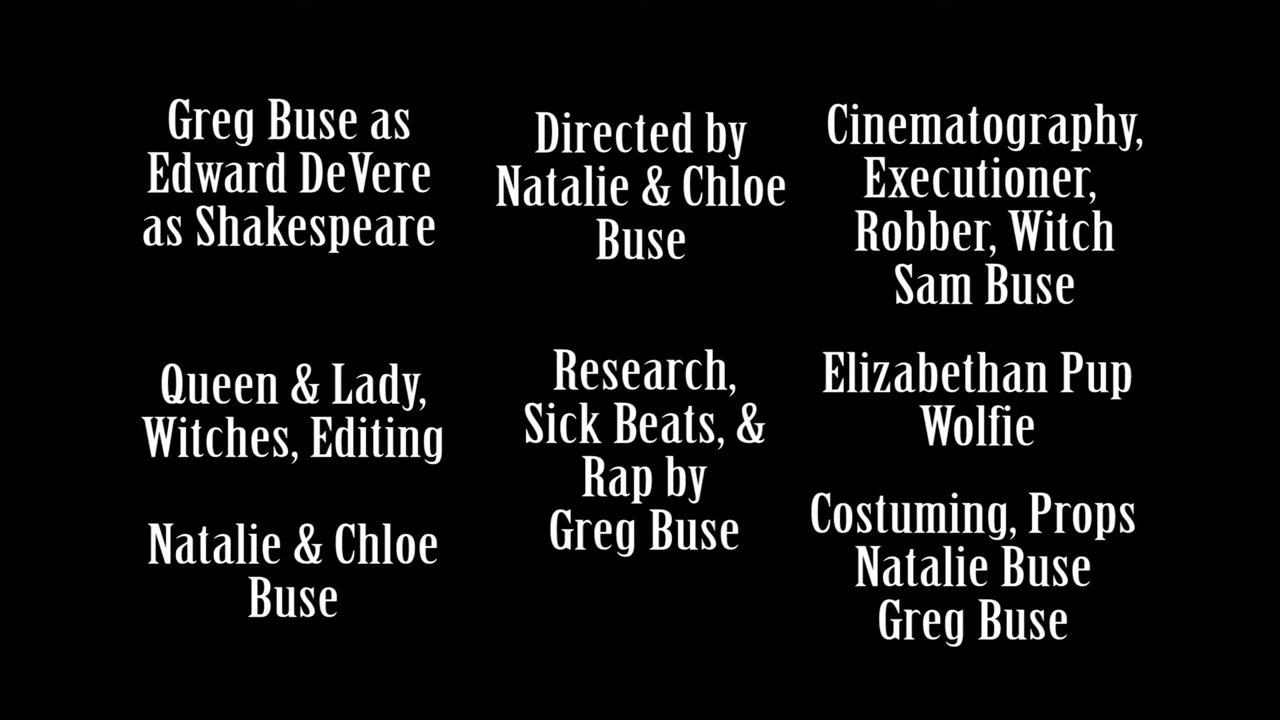 Greg Buse as
Edward DeVere
as Shakespeare
Directed by
Natalie & Chloe
Buse
Cinematography,
Executioner,
Robber, Witch
Sam Buse
Queen & Lady,
Witches, Editing
Natalie & Chloe
Buse
Research,
Sick Beats, &
Rap by
Greg Buse
Elizabethan Pup
Wolfie
Costuming, Props
Natalie Buse
Greg Buse